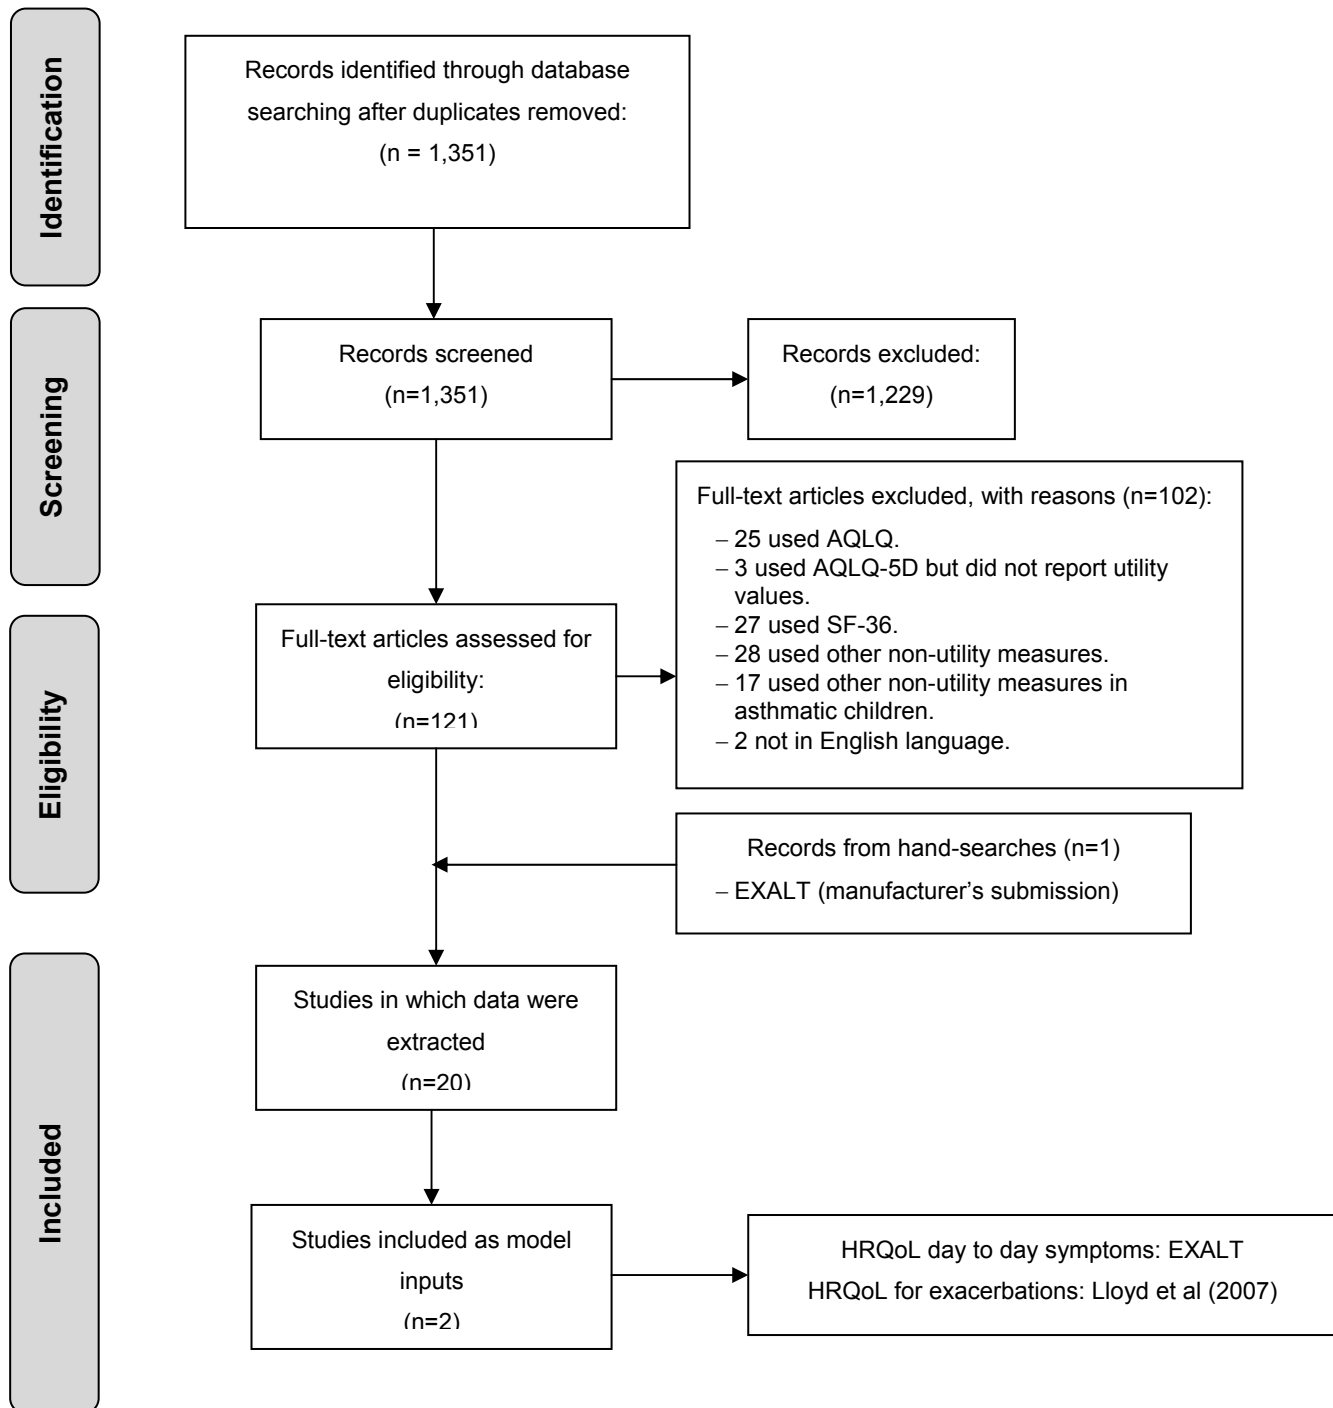 Identification
Records identified through database
searching after duplicates removed:
(n = 1,351)
Screening
Records screened
(n=1,351)
Records excluded:
(n=1,229)
Full-text articles excluded, with reasons (n=102):
– 25 used AQLQ.
– 3 used AQLQ-5D but did not report utility
values.
– 27 used SF-36.
– 28 used other non-utility measures.
– 17 used other non-utility measures in
asthmatic children.
– 2 not in English language.
Eligibility
Full-text articles assessed for
eligibility:
(n=121)
Records from hand-searches (n=1)
– EXALT (manufacturer’s submission)
Included
Studies in which data were
extracted
(n=20)
Studies included as model
inputs
(n=2)
HRQoL day to day symptoms: EXALT
HRQoL for exacerbations: Lloyd et al (2007)